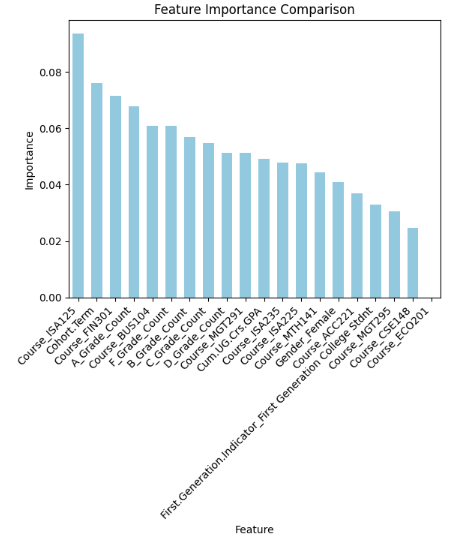 Feature Importance Comparison
0.08
0.06
0.04
0.02
0.00
Importance
Course_ISA125
Cohort.Term
Course_FIN301
A_Grade_Count
Course_BUS104
F_Grade_Count
B_Grade_Count
C_Grade_Count
D_Grade_Count
Course_MGT291
Cum.UG.Crs.GPA
Course_ISA235
Course_ISA225
Course_MTH141
Gender_Female
Course_ACC221
First.Generation.Indicator_First Generation College Stdnt
Course_MGT295
Course_CSE148
Course_ECO201
Feature